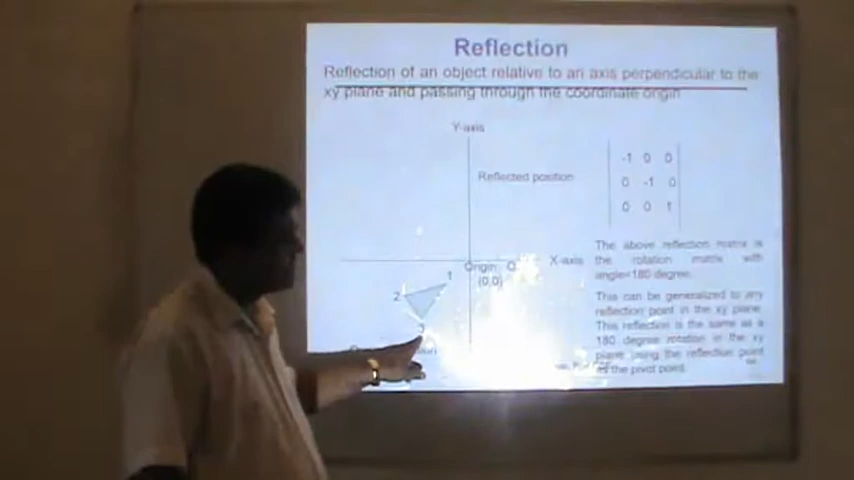 Reflection
Reflection of an object relative to an axis perpendicular to the
xy plane and passing through the coordinate origin
Y-axis
Reflected position
-1 0 0
0 -1 0
0 0 1
X-axis
Origin O
(0,0)
1
2
3
The above reflection matrix is
the rotation matrix with
angle=180 degree.
This can be generalized to any
reflection point in the xy plane.
This reflection is the same as a
180 degree rotation in the xy
plane using the reflection point
as the pivot point.